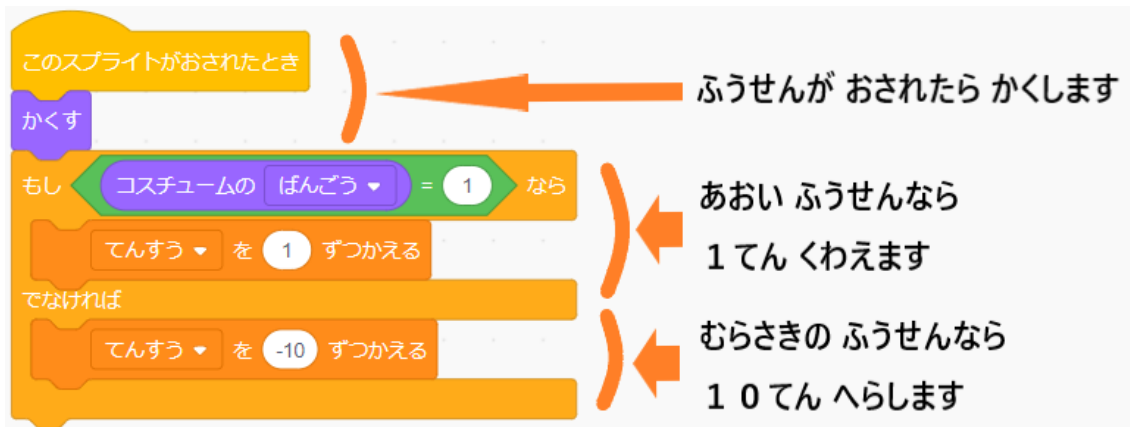 このスプライトがおされたとき
かくす
ふうせんが おされたら かくします
もし コスチュームの ばんごう = 1 なら
てんすう を 1 ずつかえる
あおい ふうせんなら
1てん くわえます
でなければ
てんすう を -10 ずつかえる
むらさきの ふうせんなら
10てん へらします